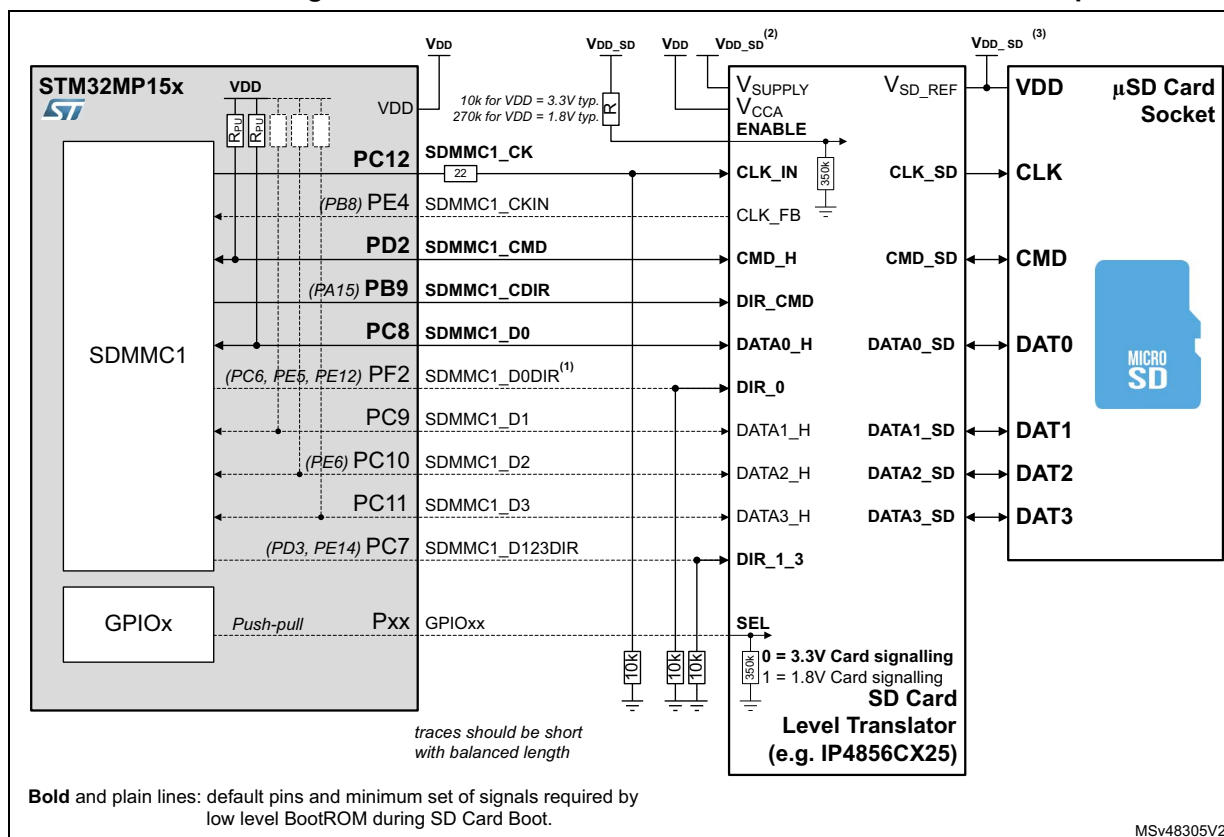 VDD
VDD_SD
VDD
VDD_SD(2)
VDD_SD (3)
STM32MP15x
ST
VDD
RPU
RPU
VDD
10k for VDD = 3.3V typ.
270k for VDD = 1.8V typ.
R
VSUPPLY
VCCA
ENABLE
350k
VSD_REF
VDD
µSD Card
Socket
PC12
SDMMC1_CK
22
CLK_IN
CLK_SD
CLK
(PB8) PE4
SDMMC1_CKIN
CLK_FB
PD2
SDMMC1_CMD
CMD_H
CMD_SD
CMD
(PA15) PB9
SDMMC1_CDIR
DIR_CMD
SDMMC1
PC8
SDMMC1_D0
DATA0_H
DATA0_SD
DAT0
MICRO
SD
(PC6, PE5, PE12) PF2
SDMMC1_D0DIR(1)
DIR_0
PC9
SDMMC1_D1
DATA1_H
DATA1_SD
DAT1
(PE6) PC10
SDMMC1_D2
DATA2_H
DATA2_SD
DAT2
PC11
SDMMC1_D3
DATA3_H
DATA3_SD
DAT3
(PD3, PE14) PC7
SDMMC1_D123DIR
DIR_1_3
GPIOx
Push-pull
Pxx
GPIOxx
SEL
10k
10k
10k
350k
0 = 3.3V Card signalling
1 = 1.8V Card signalling
SD Card
Level Translator
(e.g. IP4856CX25)
traces should be short
with balanced length
Bold and plain lines: default pins and minimum set of signals required by
low level BootROM during SD Card Boot.
MSv48305V2